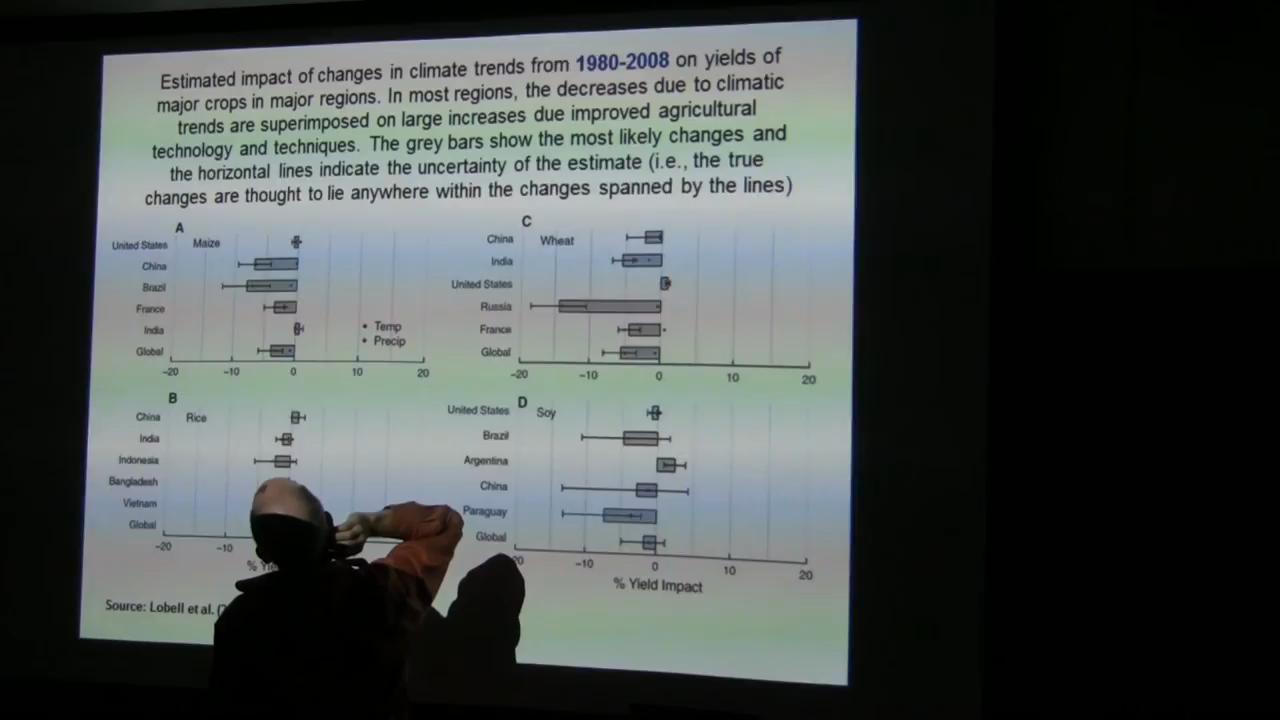 Estimated impact of changes in climate trends from 1980-2008 on yields of
major crops in major regions. In most regions, the decreases due to climatic
trends are superimposed on large increases due improved agricultural
technology and techniques. The grey bars show the most likely changes and
the horizontal lines indicate the uncertainty of the estimate (i.e., the true
changes are thought to lie anywhere within the changes spanned by the lines)
A
Maize
United States
China
Brazil
France
India
Global
• Temp
• Precip
-20 -10 0 10 20
C
Wheat
China
India
United States
Russia
France
Global
-20 -10 0 10 20
B
Rice
China
India
Indonesia
Bangladesh
Vietnam
Global
-20 -10
%
D
Soy
United States
Brazil
Argentina
China
Paraguay
Global
20 -10 0 10 20
% Yield Impact
Source: Lobell et al.